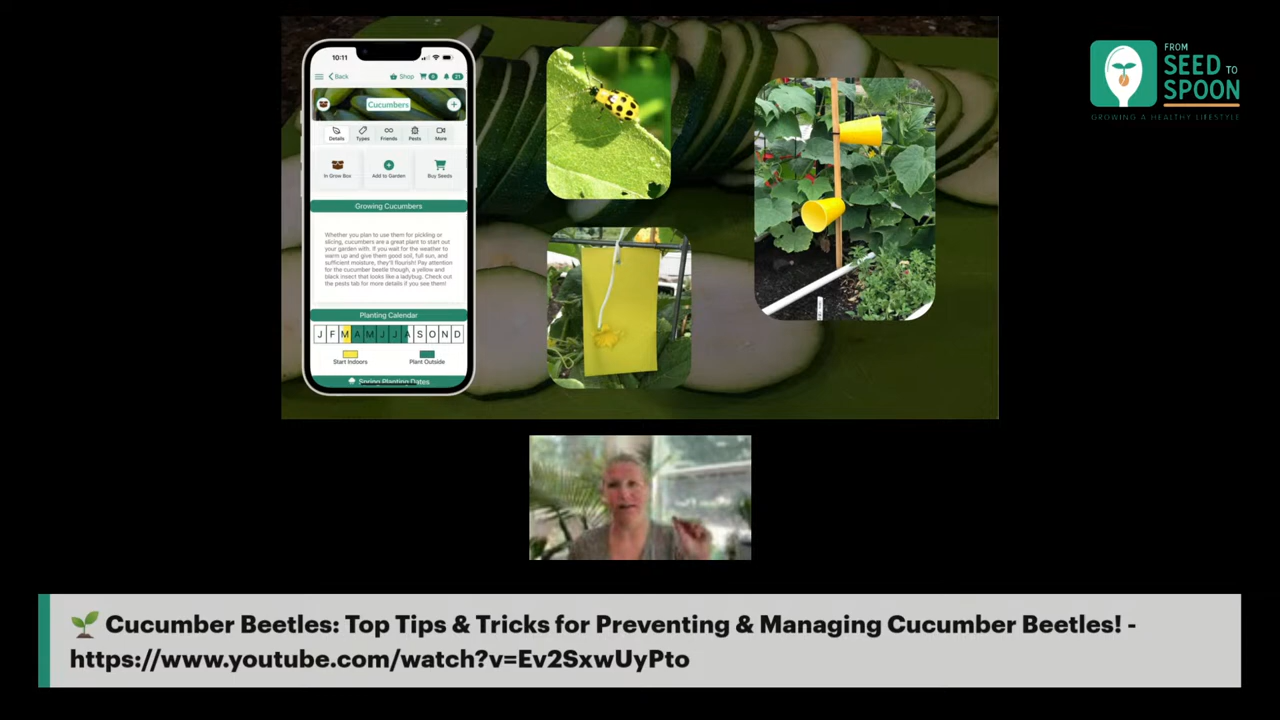 10:11
Back
Shop
0
21
Cucumbers
Details
Types
Friends
Pests
More
In Grow Box
Add to Garden
Buy Seeds
Growing Cucumbers
Whether you plan to use them for pickling or
slicing, cucumbers are a great plant to start out
your garden with. If you wait for the weather to
warm up and give them good soil, full sun, and
sufficient moisture, they'll flourish! Pay attention
for the cucumber beetle though, a yellow and
black insect that looks like a ladybug. Check out
the pests tab for more details if you see them!
Planting Calendar
J F M A M J J A S O N D
Start Indoors
Plant Outside
Spring Planting Dates
FROM
SEED TO
SPOON
GROWING A HEALTHY LIFESTYLE
🌱 Cucumber Beetles: Top Tips & Tricks for Preventing & Managing Cucumber Beetles! -
https://www.youtube.com/watch?v=Ev2SxwUyPto